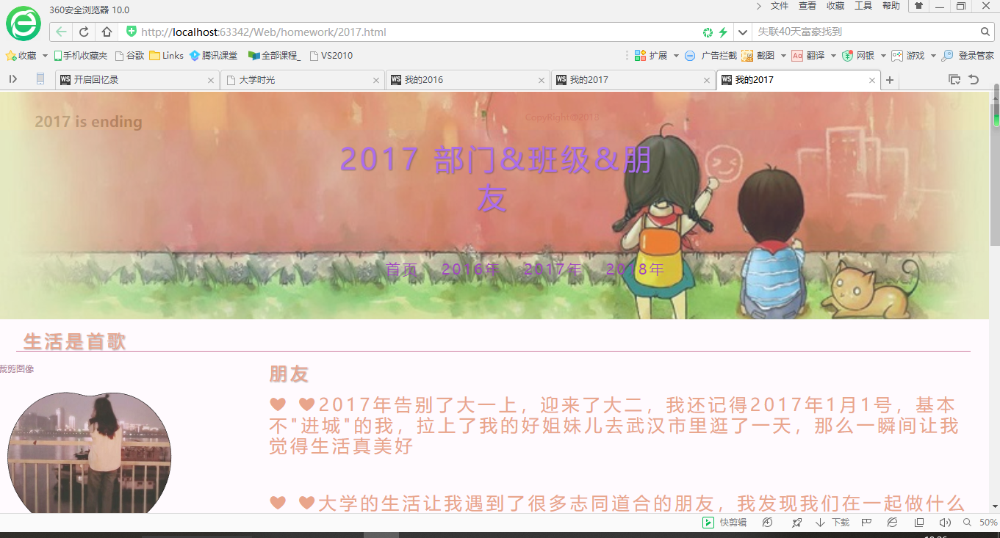 360安全浏览器 10.0
文件 查看 收藏 工具 帮助
http://localhost:63342/Web/homework/2017.html
失联40天富豪找到
收藏 手机收藏夹 谷歌 Links 腾讯课堂 全部课程_ VS2010 扩展 广告拦截 截图 Aあ 翻译 网银 游戏 登录管家
WS 开启回忆录 大学时光 WS 我的2016 WS 我的2017 WS 我的2017
CopyRight@2018
2017 is ending
2017 部门&班级&朋
友
首页 2016年 2017年 2018年
生活是首歌
裁剪图像
朋友
♥ ♥2017年告别了大一上，迎来了大二，我还记得2017年1月1号，基本
不"进城"的我，拉上了我的好姐妹儿去武汉市里逛了一天，那么一瞬间让我
觉得生活真美好
♥ ♥大学的生活让我遇到了很多志同道合的朋友，我发现我们在一起做什么
快剪辑 下载 50%